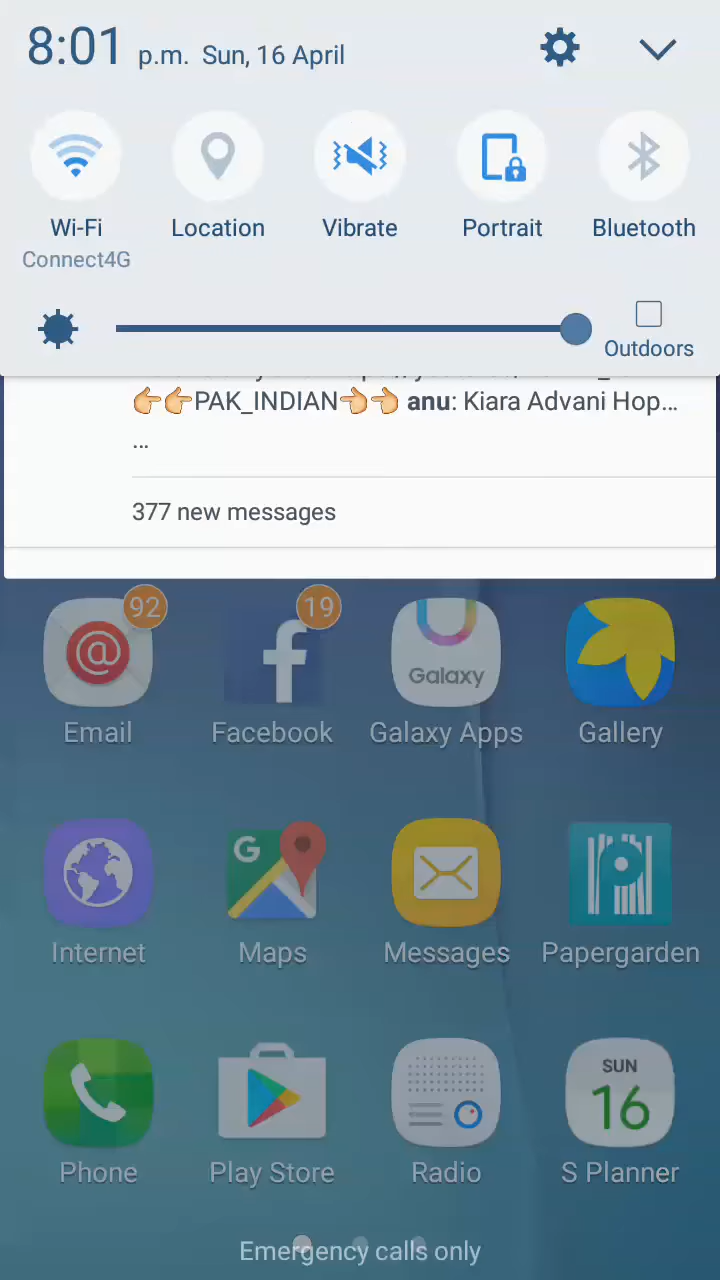 8:01 p.m. Sun, 16 April
Wi-Fi Location Vibrate Portrait Bluetooth
Connect4G
Outdoors
👉👉PAK_INDIAN👈👈 anu: Kiara Advani Hop...
...
377 new messages
92 19
@ f Galaxy
Email Facebook Galaxy Apps Gallery
G P
Internet Maps Messages Papergarden
SUN
16
Phone Play Store Radio S Planner
Emergency calls only